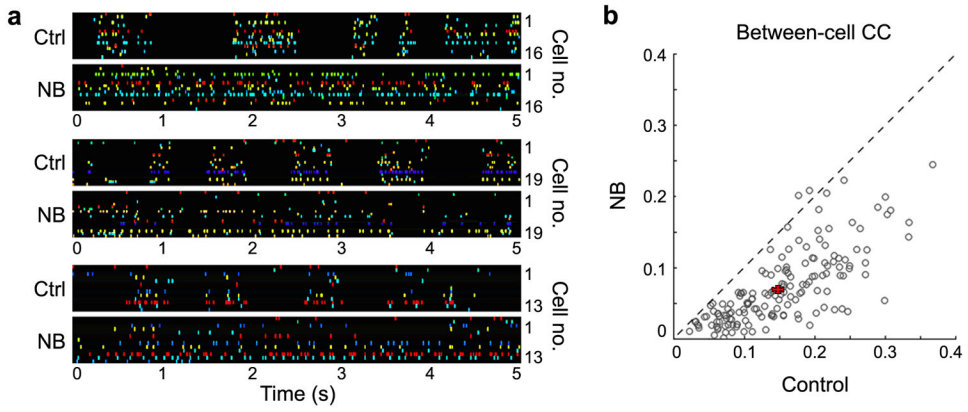 a
Ctrl
1
16
NB
1
16
Cell no.
0 1 2 3 4 5
Ctrl
1
19
NB
1
19
Cell no.
0 1 2 3 4 5
Ctrl
1
13
NB
1
13
Cell no.
0 1 2 3 4 5
Time (s)
b
Between-cell CC
0.4
0.3
0.2
0.1
0
NB
0 0.1 0.2 0.3 0.4
Control